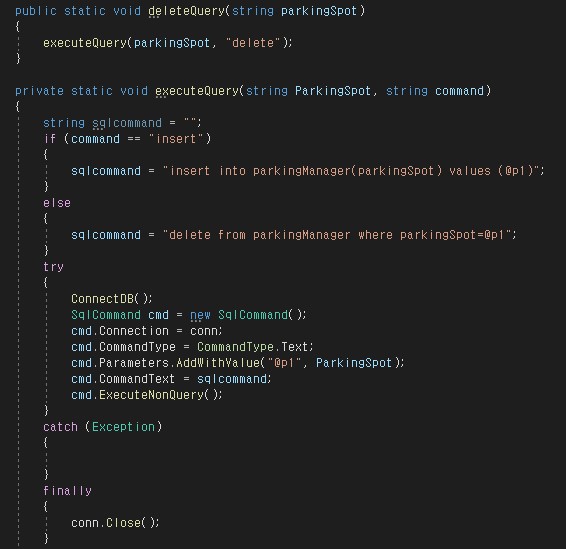 public static void deleteQuery(string parkingSpot)
{
    executeQuery(parkingSpot, "delete");
}

private static void executeQuery(string ParkingSpot, string command)
{
    string sqlcommand = "";
    if (command == "insert")
    {
        sqlcommand = "insert into parkingManager(parkingSpot) values (@p1)";
    }
    else
    {
        sqlcommand = "delete from parkingManager where parkingSpot=@p1";
    }
    try
    {
        ConnectDB();
        SqlCommand cmd = new SqlCommand();
        cmd.Connection = conn;
        cmd.CommandType = CommandType.Text;
        cmd.Parameters.AddWithValue("@p1", ParkingSpot);
        cmd.CommandText = sqlcommand;
        cmd.ExecuteNonQuery();
    }
    catch (Exception)
    {

    }
    finally
    {
        conn.Close();
    }